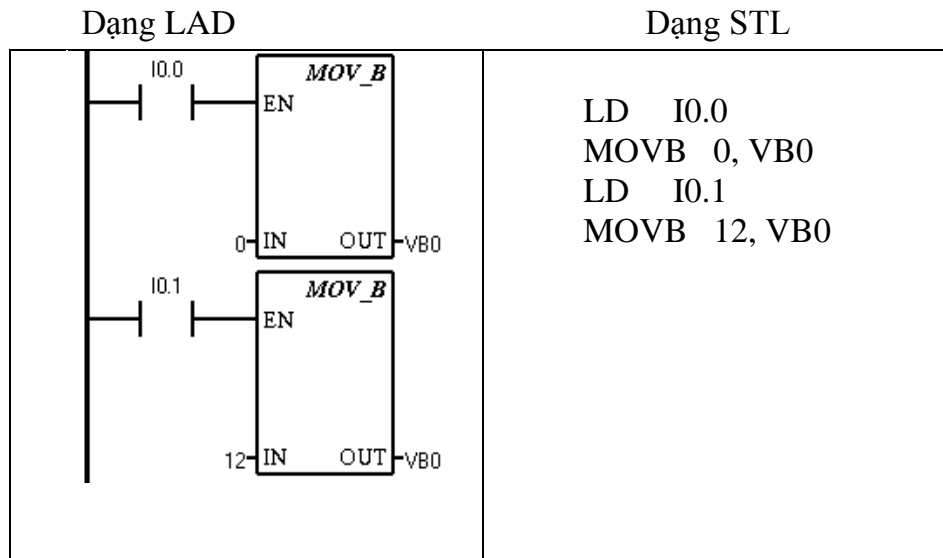 Dạng LAD
Dạng STL
I0.0
MOV_B
EN
0
IN
OUT
VB0
I0.1
MOV_B
EN
12
IN
OUT
VB0
LD I0.0
MOVB 0, VB0
LD I0.1
MOVB 12, VB0